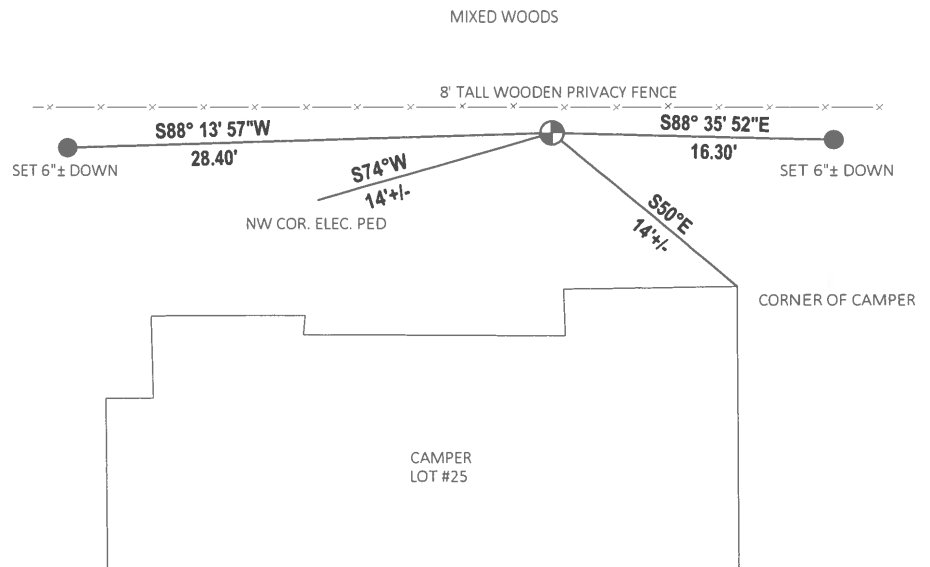 MIXED WOODS
8' TALL WOODEN PRIVACY FENCE
S88° 13' 57"W
28.40'
S88° 35' 52"E
16.30'
SET 6"± DOWN
SET 6"± DOWN
S74°W
14'+/-
NW COR. ELEC. PED
S50°E
14'+/-
CORNER OF CAMPER
CAMPER
LOT #25